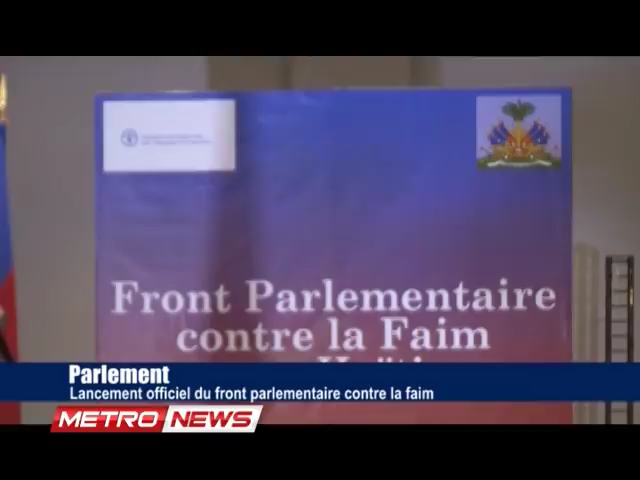 Front Parlementaire
contre la Faim
Parlement
Lancement officiel du front parlementaire contre la faim
METRO NEWS